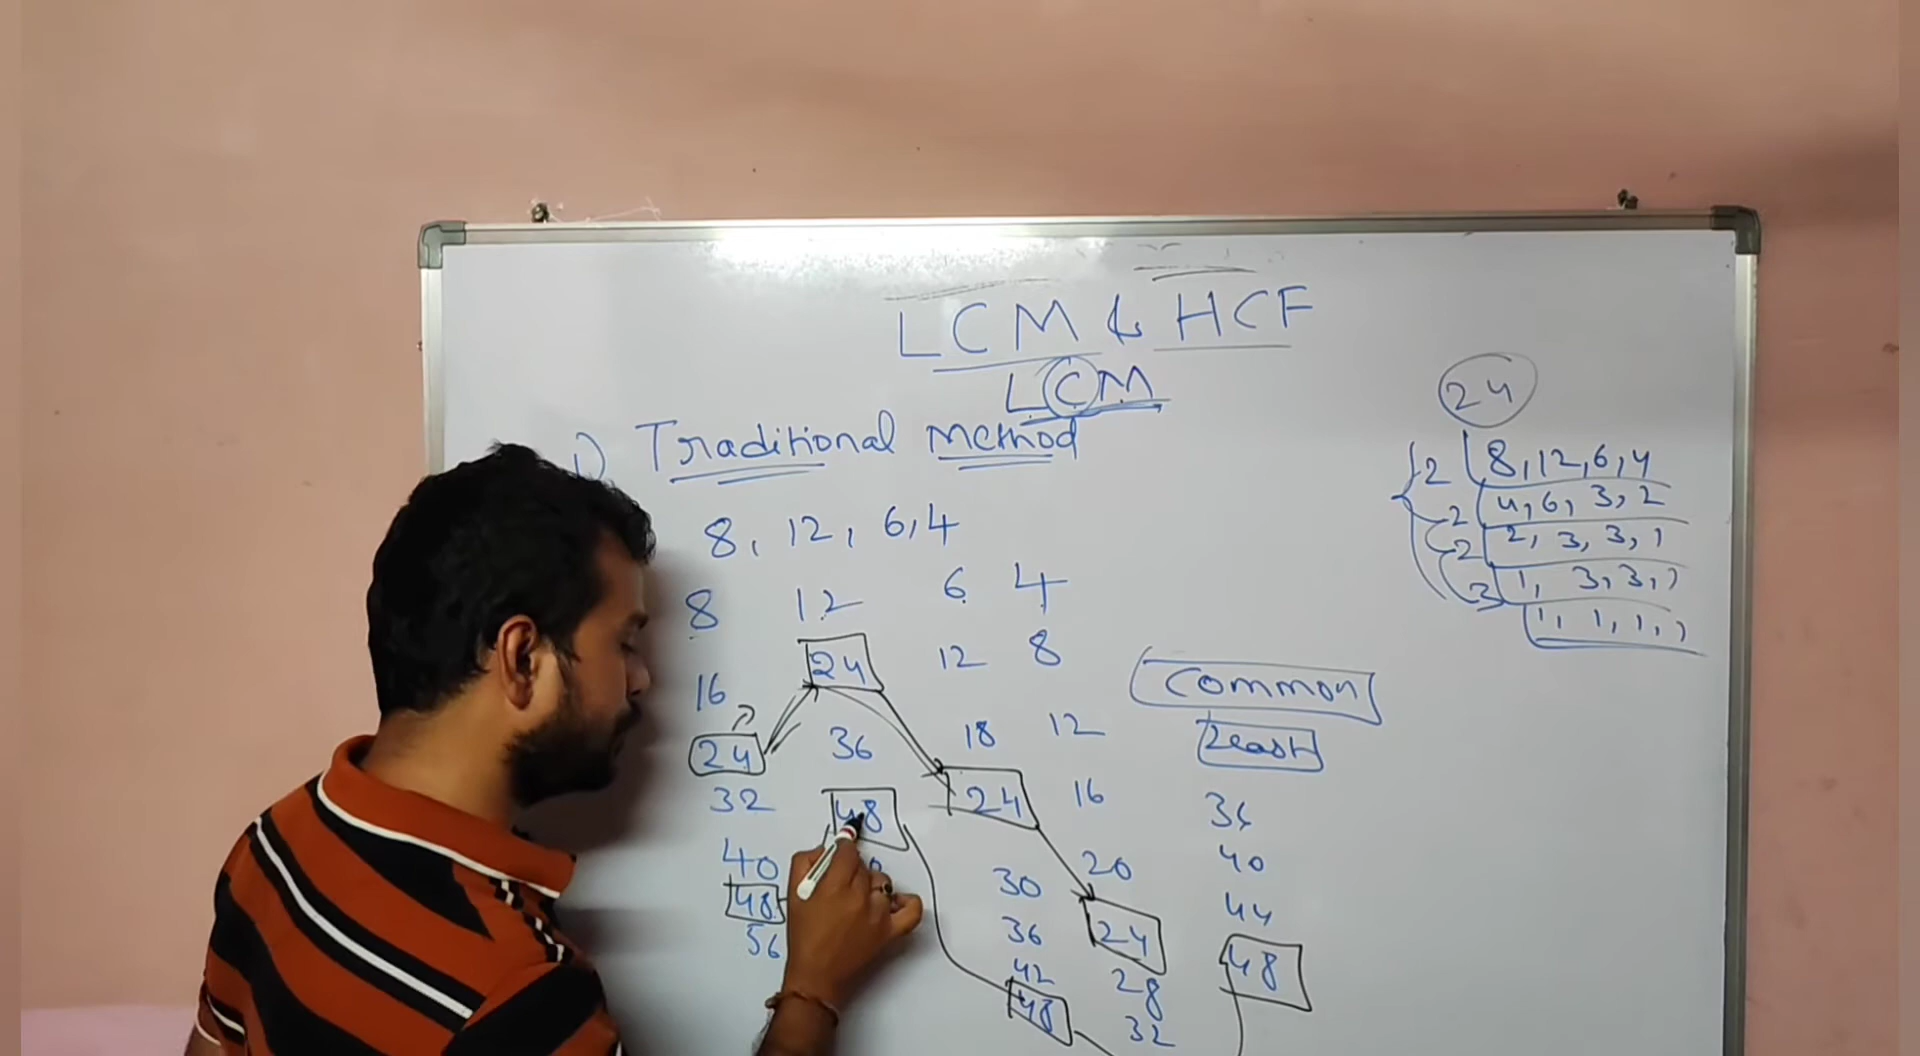 LCM & HCF
LCM
1) Traditional Method
8, 12, 6, 4
8 12 6 4
16 24 12 8
24 36 18 12
32 48 24 16
40 30 20
48 36 24
56 42 28
48 32
Common
Least
36
40
44
48
24
2 8, 12, 6, 4
2 4, 6, 3, 2
2 2, 3, 3, 1
3 1, 3, 3, 1
1, 1, 1, 1